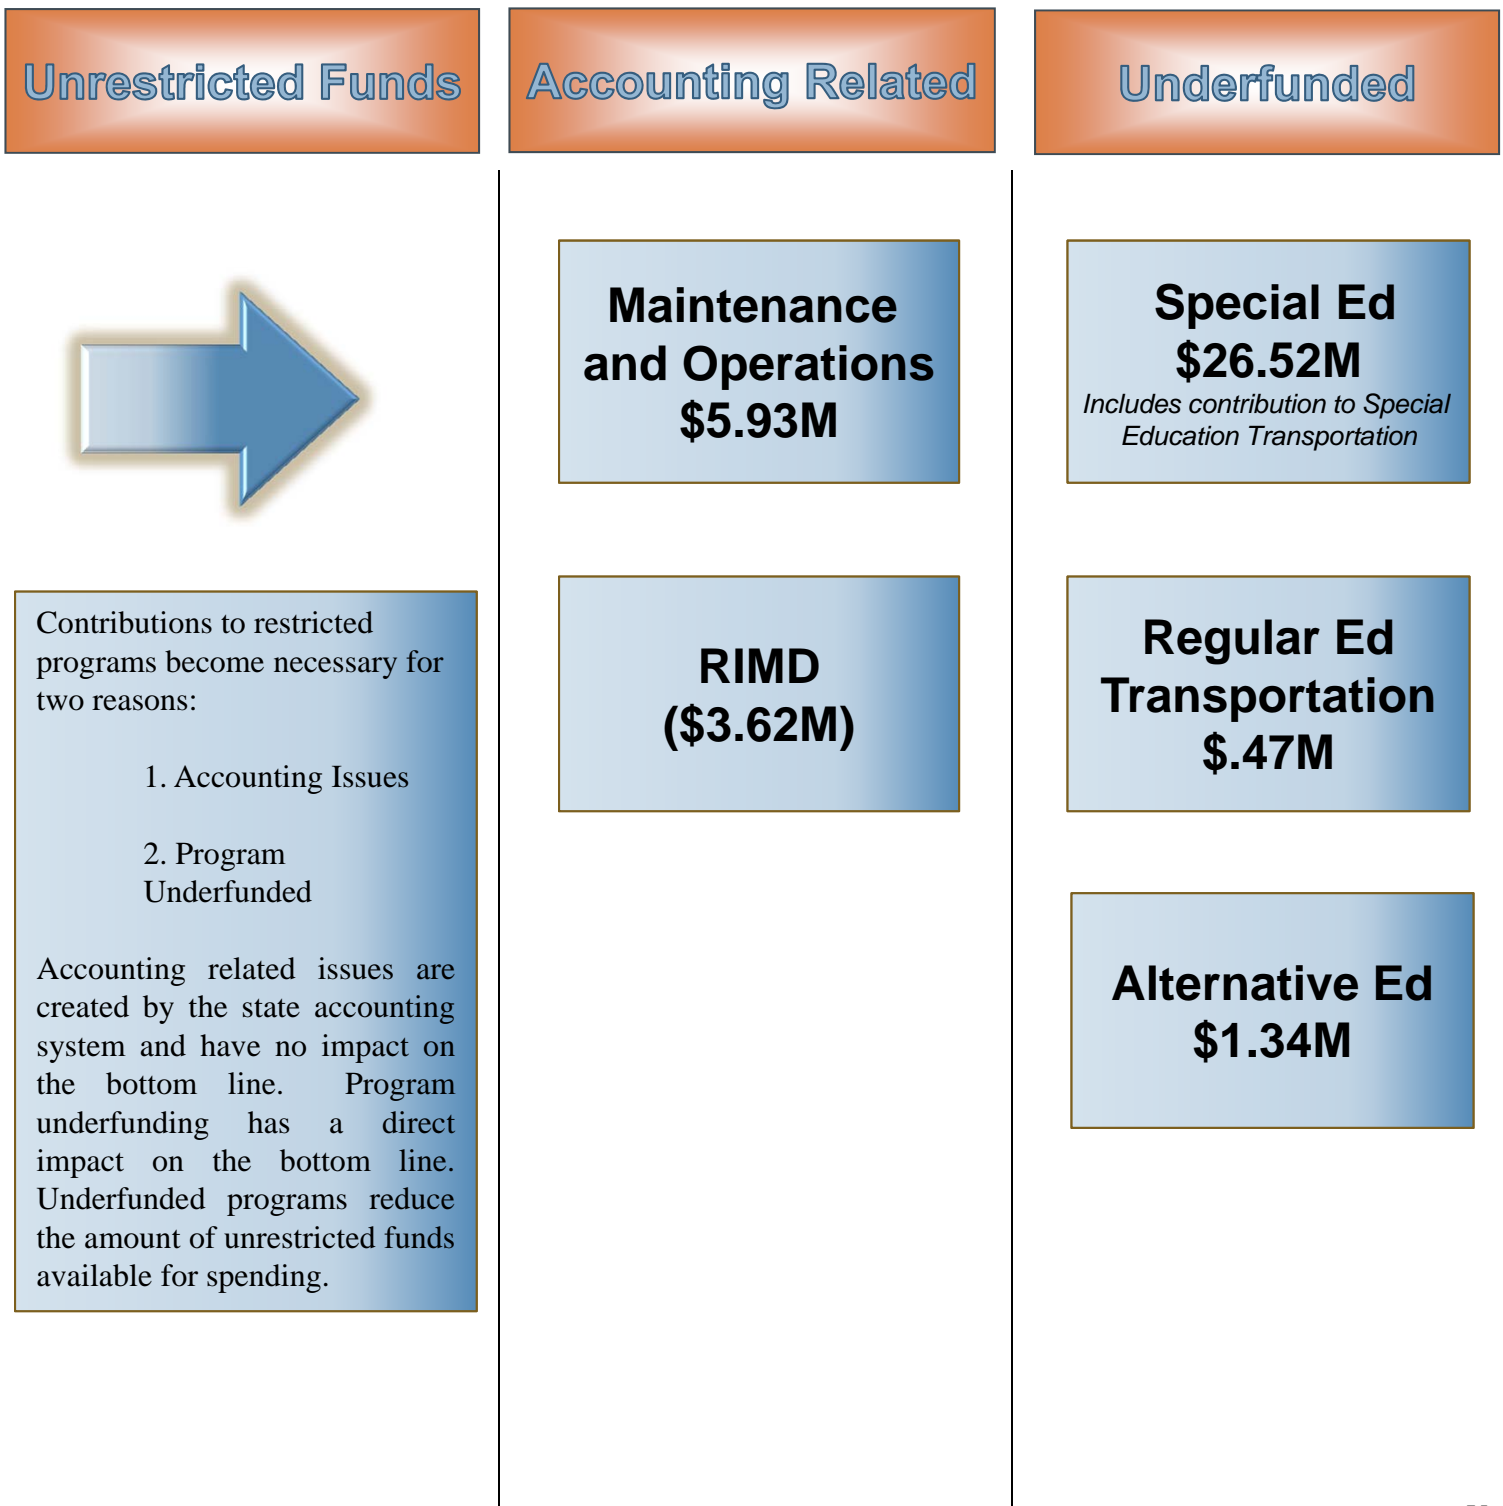 Unrestricted Funds
Accounting Related
Underfunded
Contributions to restricted
programs become necessary for
two reasons:
1. Accounting Issues
2. Program
Underfunded
Accounting related issues are
created by the state accounting
system and have no impact on
the bottom line. Program
underfunding has a direct
impact on the bottom line.
Underfunded programs reduce
the amount of unrestricted funds
available for spending.
Maintenance
and Operations
$5.93M
RIMD
($3.62M)
Special Ed
$26.52M
Includes contribution to Special
Education Transportation
Regular Ed
Transportation
$.47M
Alternative Ed
$1.34M